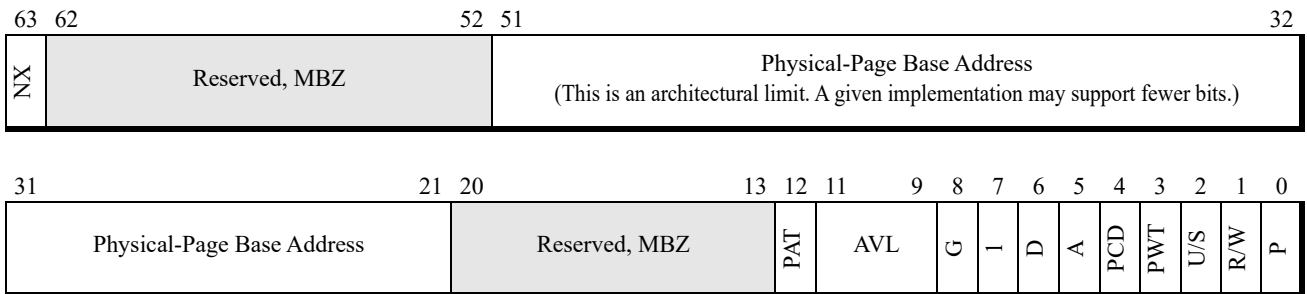 63 62 52 51 32
NX Reserved, MBZ Physical-Page Base Address
(This is an architectural limit. A given implementation may support fewer bits.)
31 21 20 13 12 11 9 8 7 6 5 4 3 2 1 0
Physical-Page Base Address Reserved, MBZ PAT AVL G 1 D A PCD PWT U/S R/W P